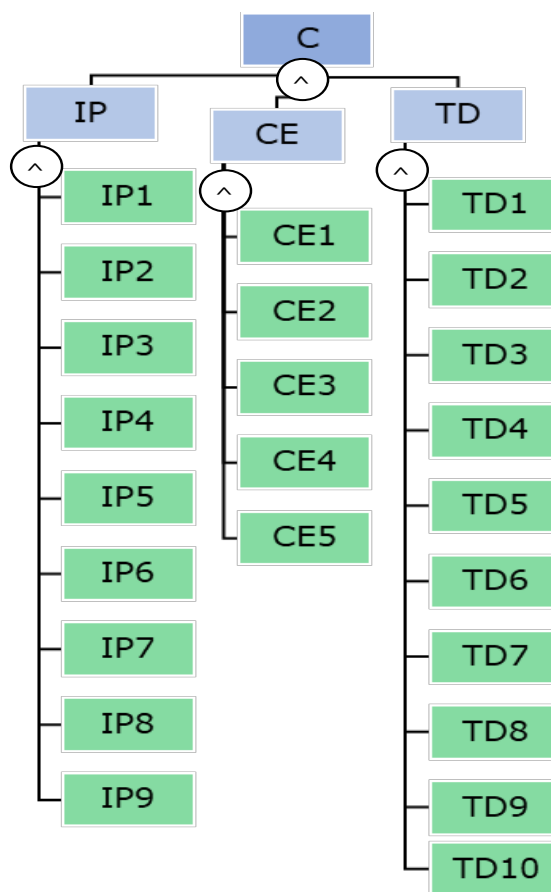 C
^
IP
CE
TD
^
^
^
IP1
IP2
IP3
IP4
IP5
IP6
IP7
IP8
IP9
CE1
CE2
CE3
CE4
CE5
TD1
TD2
TD3
TD4
TD5
TD6
TD7
TD8
TD9
TD10